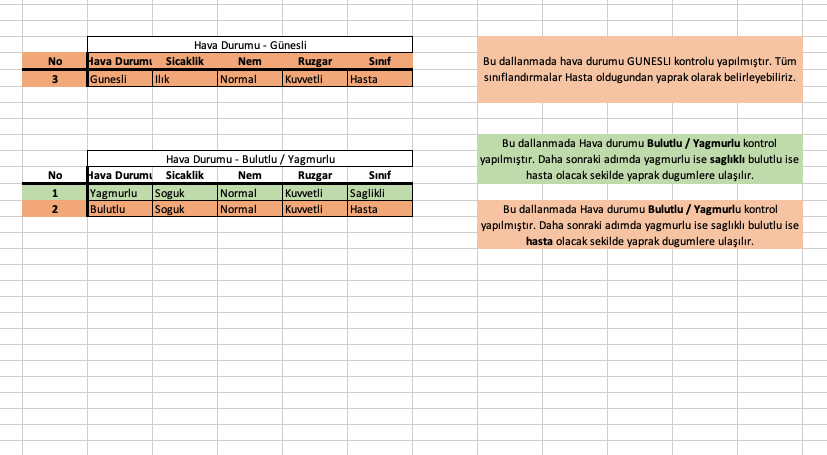 Hava Durumu - Günesli
No Hava Durumu Sicaklik Nem Ruzgar Sınıf
3 Gunesli Ilık Normal Kuvvetli Hasta
Bu dallanmada hava durumu GUNESLI kontrolu yapılmıştır. Tüm
sınıflandırmalar Hasta oldugundan yaprak olarak belirleyebiliriz.
Hava Durumu - Bulutlu / Yagmurlu
No Hava Durumu Sicaklik Nem Ruzgar Sınıf
1 Yagmurlu Soguk Normal Kuvvetli Saglikli
2 Bulutlu Soguk Normal Kuvvetli Hasta
Bu dallanmada Hava durumu Bulutlu / Yagmurlu kontrol
yapılmıştır. Daha sonraki adımda yagmurlu ise saglıklı bulutlu ise
hasta olacak sekilde yaprak dugumlere ulaşılır.
Bu dallanmada Hava durumu Bulutlu / Yagmurlu kontrol
yapılmıştır. Daha sonraki adımda yagmurlu ise saglıklı bulutlu ise
hasta olacak sekilde yaprak dugumlere ulaşılır.